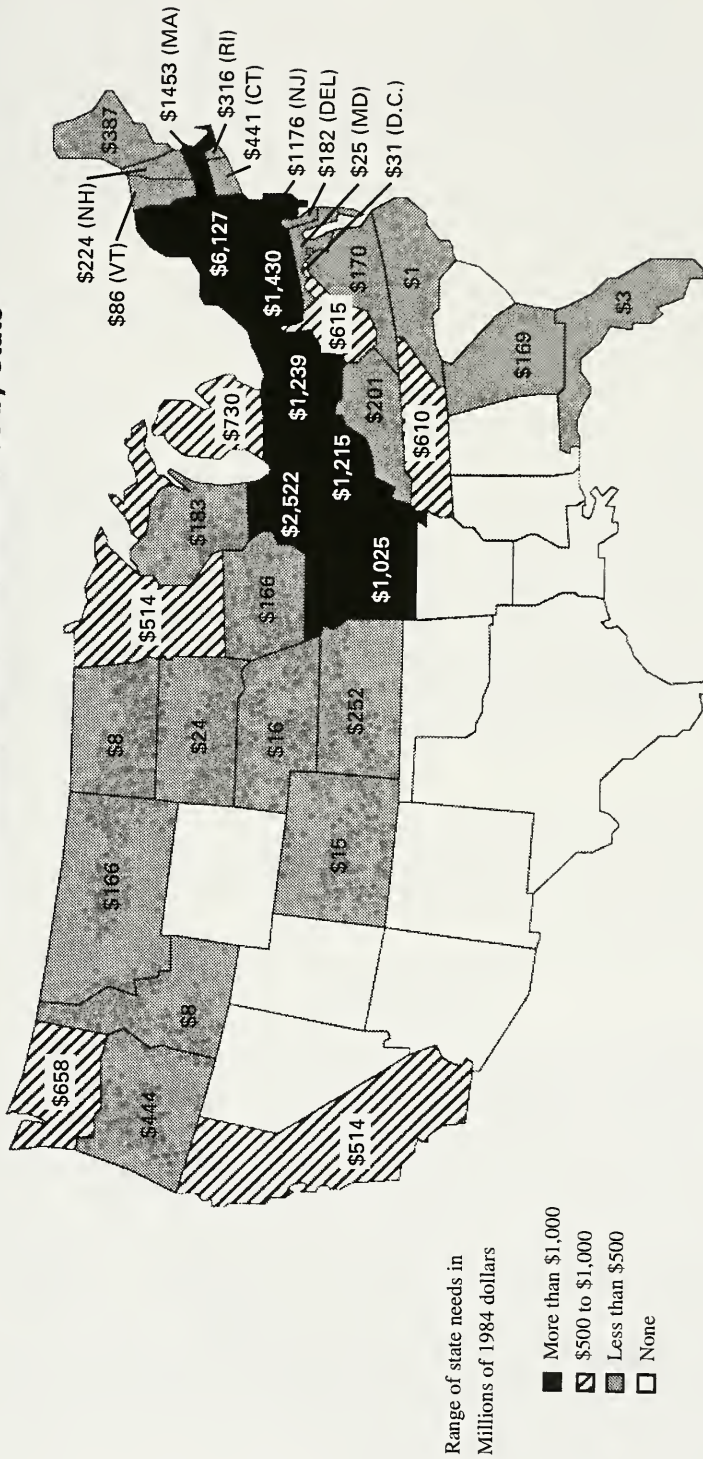 State
$224 (NH)
$86 (VT)
$387
$1453 (MA)
$316 (RI)
$441 (CT)
$1176 (NJ)
$182 (DEL)
$25 (MD)
$31 (D.C.)
$658
$444
$514
$8
$166
$8
$24
$16
$15
$252
$514
$166
$183
$730
$2,522
$1,025
$1,215
$1,239
$1,430
$6,127
$615
$170
$201
$610
$1
$169
$3
Range of state needs in
Millions of 1984 dollars
More than $1,000
$500 to $1,000
Less than $500
None